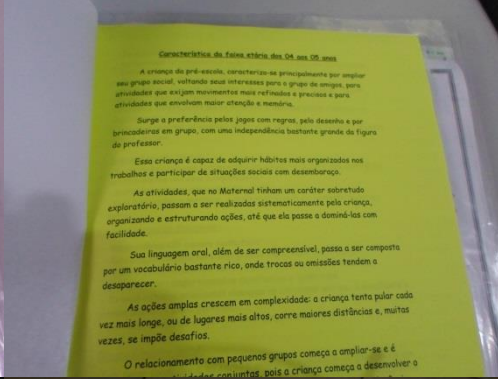 Característica da faixa etária dos 04 aos 05 anos
A criança da pré-escola, caracteriza-se principalmente por ampliar
seu grupo social, voltando seus interesses para o grupo de amigos, para
atividades que exijam movimentos mais refinados e precisos e para
atividades que envolvam maior atenção e memória.
Surge a preferência pelos jogos com regras, pelo desenho e por
brincadeiras em grupo, com uma independência bastante grande da figura
do professor.
Essa criança é capaz de adquirir hábitos mais organizados nos
trabalhos e participar de situações sociais com desembaraço.
As atividades, que no Maternal tinham um caráter sobretudo
exploratório, passam a ser realizadas sistematicamente pela criança,
organizando e estruturando ações, até que ela passe a dominá-las com
facilidade.
Sua linguagem oral, além de ser compreensível, passa a ser composta
por um vocabulário bastante rico, onde trocas ou omissões tendem a
desaparecer.
As ações amplas crescem em complexidade: a criança tenta pular cada
vez mais longe, ou de lugares mais altos, corre maiores distâncias e, muitas
vezes, se impõe desafios.
O relacionamento com pequenos grupos começa a ampliar-se e é
conjuntas, pois a criança começa a desenvolver a